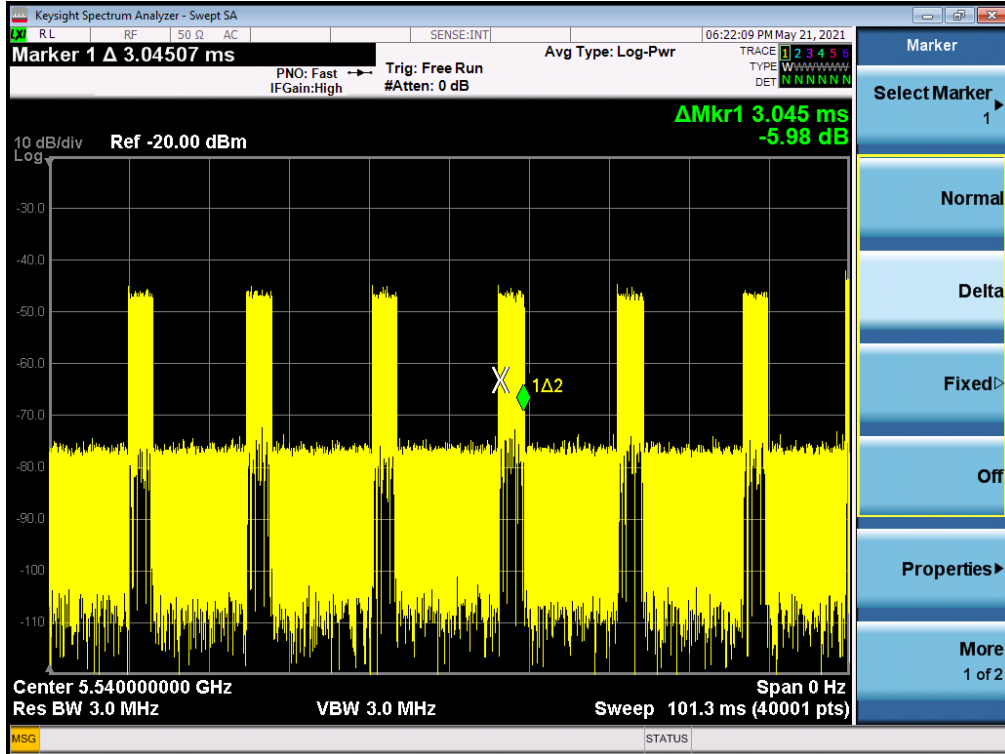 Keysight Spectrum Analyzer - Swept SA
LXI RL RF 50 Ω AC SENSE:INT 06:22:09 PM May 21, 2021
Marker 1 Δ 3.04507 ms
PNO: Fast
IFGain:High
Trig: Free Run
#Atten: 0 dB
Avg Type: Log-Pwr
TRACE 1 2 3 4 5 6
TYPE WWWWWW
DET N N N N N N
ΔMkr1 3.045 ms
-5.98 dB
10 dB/div Ref -20.00 dBm
Log
-30.0
-40.0
-50.0
-60.0
-70.0
-80.0
-90.0
-100
-110
X
1Δ2
Center 5.540000000 GHz Span 0 Hz
Res BW 3.0 MHz VBW 3.0 MHz Sweep 101.3 ms (40001 pts)
MSG STATUS
Marker
Select Marker
1
Normal
Delta
Fixed
Off
Properties
More
1 of 2